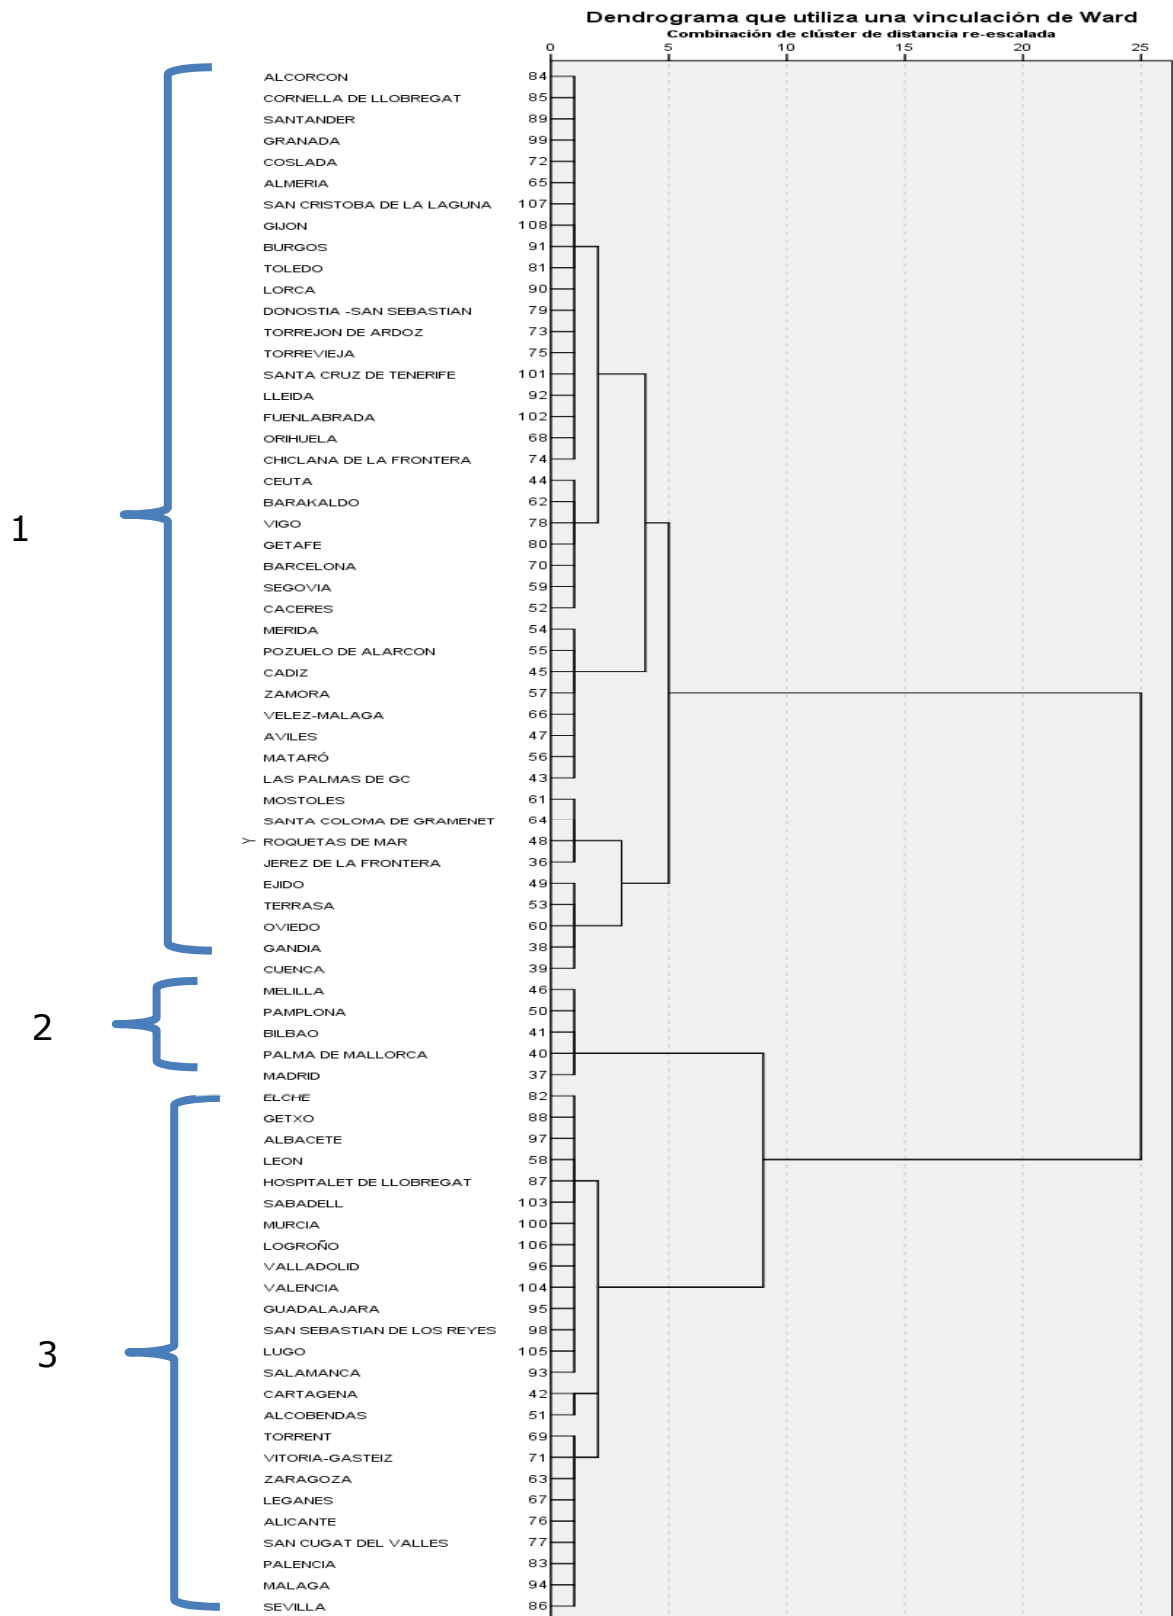 Dendrograma que utiliza una vinculación de Ward
Combinación de clúster de distancia re-escalada
0 5 10 15 20 25
ALCORCON 84
CORNELLA DE LLOBREGAT 85
SANTANDER 89
GRANADA 99
COSLADA 72
ALMERIA 65
SAN CRISTOBA DE LA LAGUNA 107
GIJON 108
BURGOS 91
TOLEDO 81
LORCA 90
DONOSTIA -SAN SEBASTIAN 79
TORREJON DE ARDOZ 73
TORREVIEJA 75
SANTA CRUZ DE TENERIFE 101
LLEIDA 92
FUENLABRADA 102
ORIHUELA 68
CHICLANA DE LA FRONTERA 74
CEUTA 44
BARAKALDO 62
1 VIGO 78
GETAFE 80
BARCELONA 70
SEGOVIA 59
CACERES 52
MERIDA 54
POZUELO DE ALARCON 55
CADIZ 45
ZAMORA 57
VELEZ-MALAGA 66
AVILES 47
MATARÓ 56
LAS PALMAS DE GC 43
MOSTOLES 61
SANTA COLOMA DE GRAMENET 64
Y ROQUETAS DE MAR 48
JEREZ DE LA FRONTERA 36
EJIDO 49
TERRASA 53
OVIEDO 60
GANDIA 38
CUENCA 39
MELILLA 46
PAMPLONA 50
2 BILBAO 41
PALMA DE MALLORCA 40
MADRID 37
ELCHE 82
GETXO 88
ALBACETE 97
LEON 58
HOSPITALET DE LLOBREGAT 87
SABADELL 103
MURCIA 100
LOGROÑO 106
VALLADOLID 96
VALENCIA 104
GUADALAJARA 95
SAN SEBASTIAN DE LOS REYES 98
3 LUGO 105
SALAMANCA 93
CARTAGENA 42
ALCOBENDAS 51
TORRENT 69
VITORIA-GASTEIZ 71
ZARAGOZA 63
LEGANES 67
ALICANTE 76
SAN CUGAT DEL VALLES 77
PALENCIA 83
MALAGA 94
SEVILLA 86